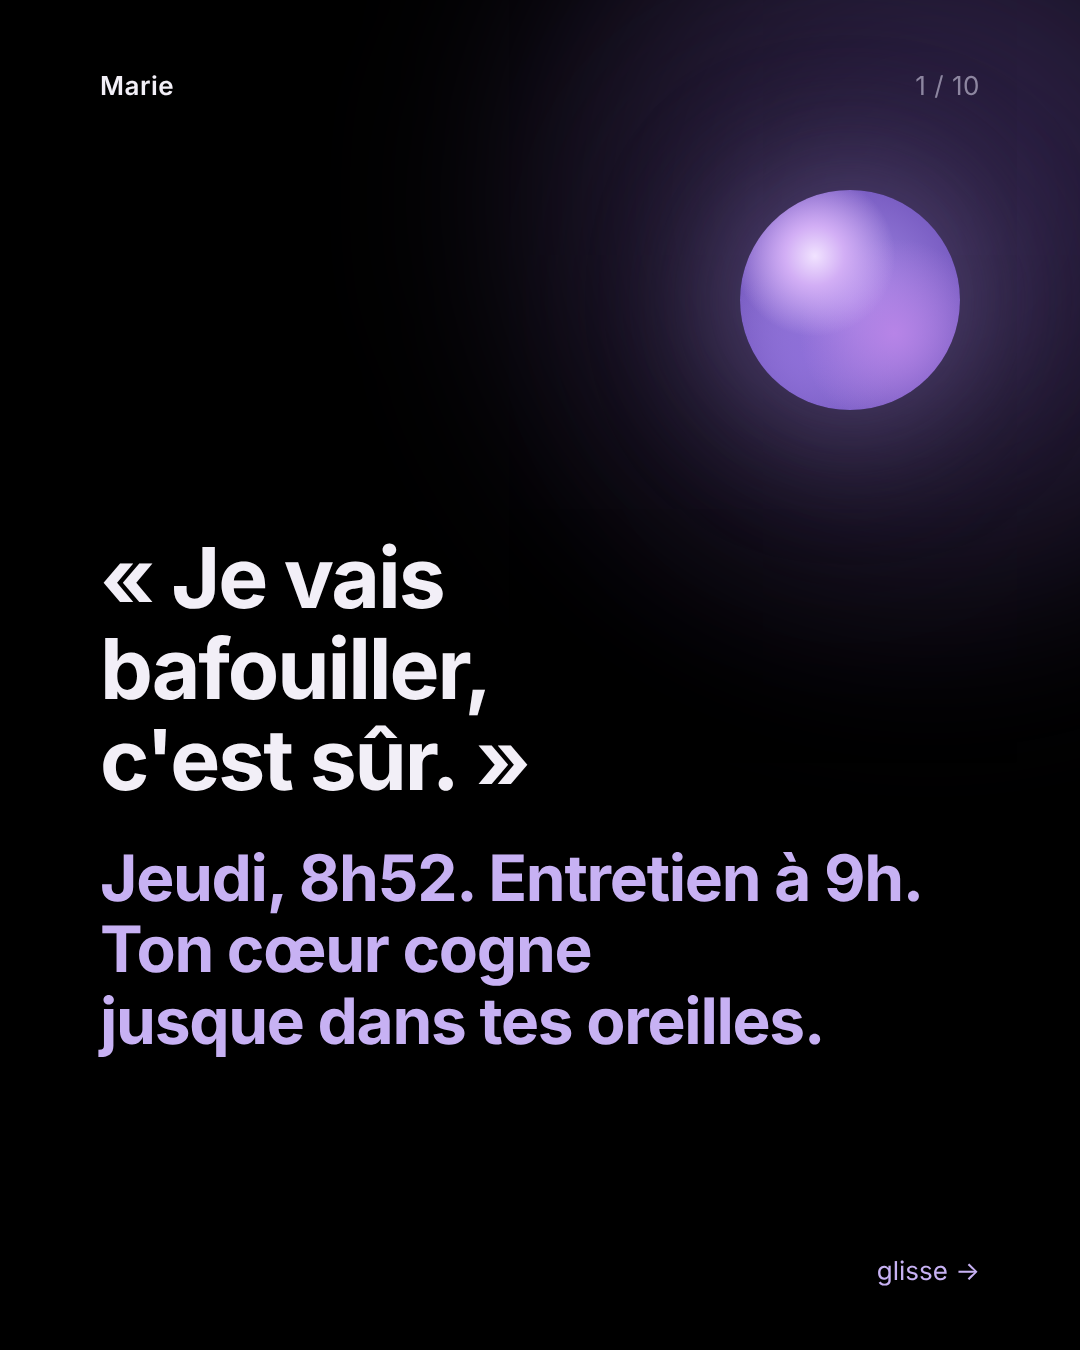 Marie
1 / 10
« Je vais
bafouiller,
c'est sûr. »
Jeudi, 8h52. Entretien à 9h.
Ton cœur cogne
jusque dans tes oreilles.
glisse →